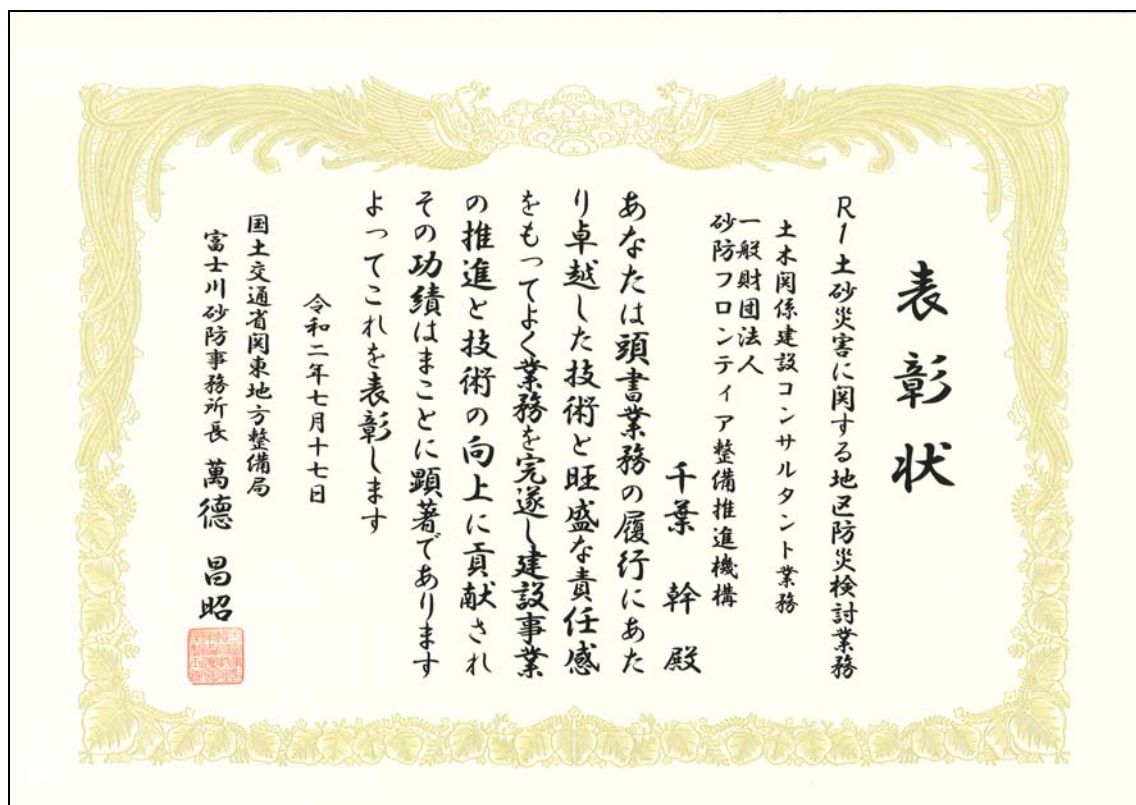 表彰状
R1土砂災害に関する地区防災検討業務
土木関係建設コンサルタント業務
一般財団法人
砂防フロンティア整備推進機構
千葉 幹 殿
あなたは頭書業務の履行にあた
り卓越した技術と旺盛な責任感
をもってよく業務を完遂し建設事業
の推進と技術の向上に貢献され
その功績はまことに顕著であります
よってこれを表彰します
令和二年七月十七日
国土交通省関東地方整備局
富士川砂防事務所長 萬徳 昌昭